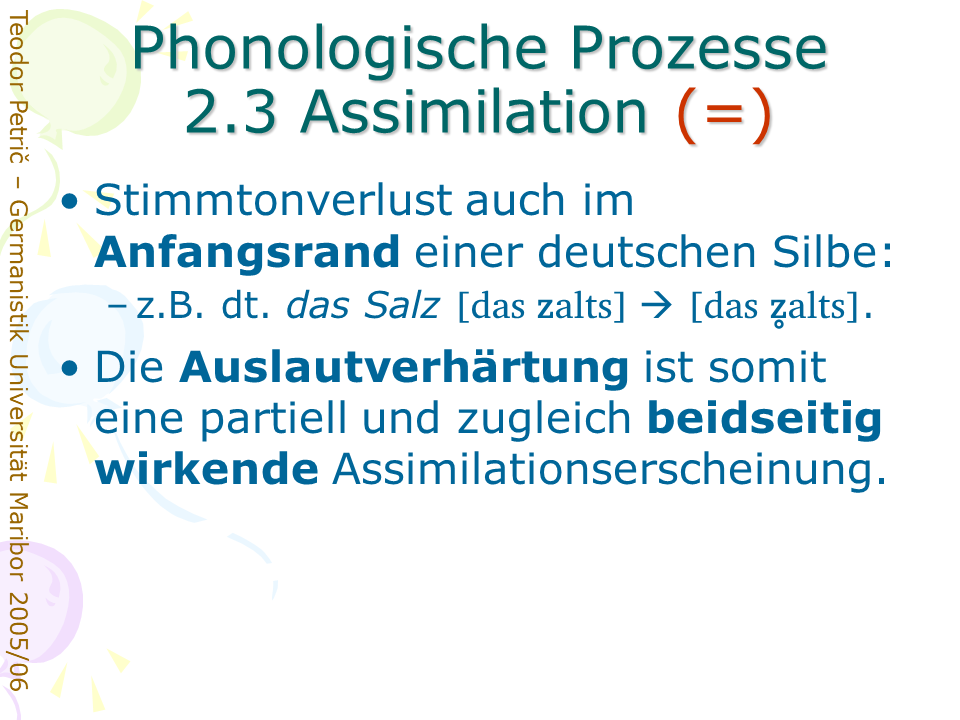 Phonologische Prozesse
2.3 Assimilation (=)
• Stimmtonverlust auch im
Anfangsrand einer deutschen Silbe:
– z.B. dt. das Salz [das zalts] → [das z̥alts].
• Die Auslautverhärtung ist somit
eine partiell und zugleich beidseitig
wirkende Assimilationserscheinung.
Teodor Petrič – Germanistik Universität Maribor 2005/06